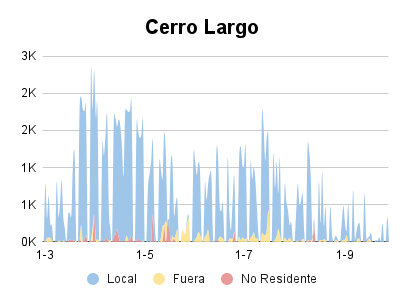 Cerro Largo
3K
2K
2K
1K
1K
0K
1-3 1-5 1-7 1-9
Local Fuera No Residente